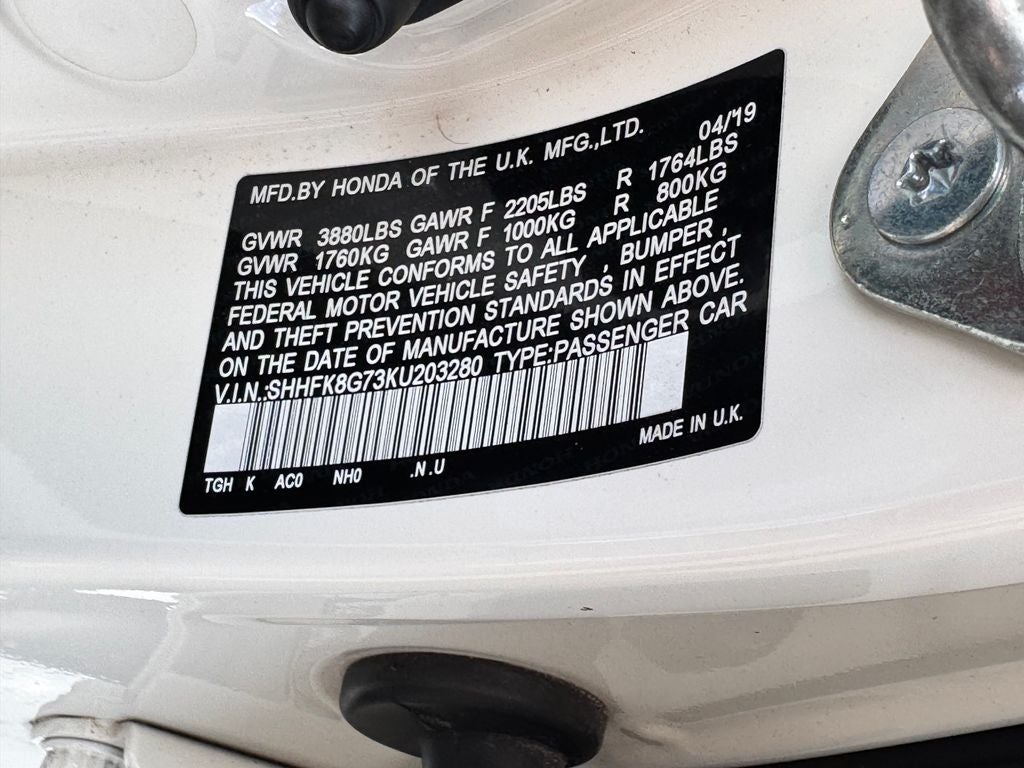 MFD.BY HONDA OF THE U.K. MFG.,LTD. 04/'19
GVWR 3880LBS GAWR F 2205LBS R 1764LBS
GVWR 1760KG GAWR F 1000KG R 800KG
THIS VEHICLE CONFORMS TO ALL APPLICABLE
FEDERAL MOTOR VEHICLE SAFETY , BUMPER ,
AND THEFT PREVENTION STANDARDS IN EFFECT
ON THE DATE OF MANUFACTURE SHOWN ABOVE.
V.I.N.:SHHFK8G73KU203280 TYPE:PASSENGER CAR
TGH K AC0 NH0 .N.U MADE IN U.K.